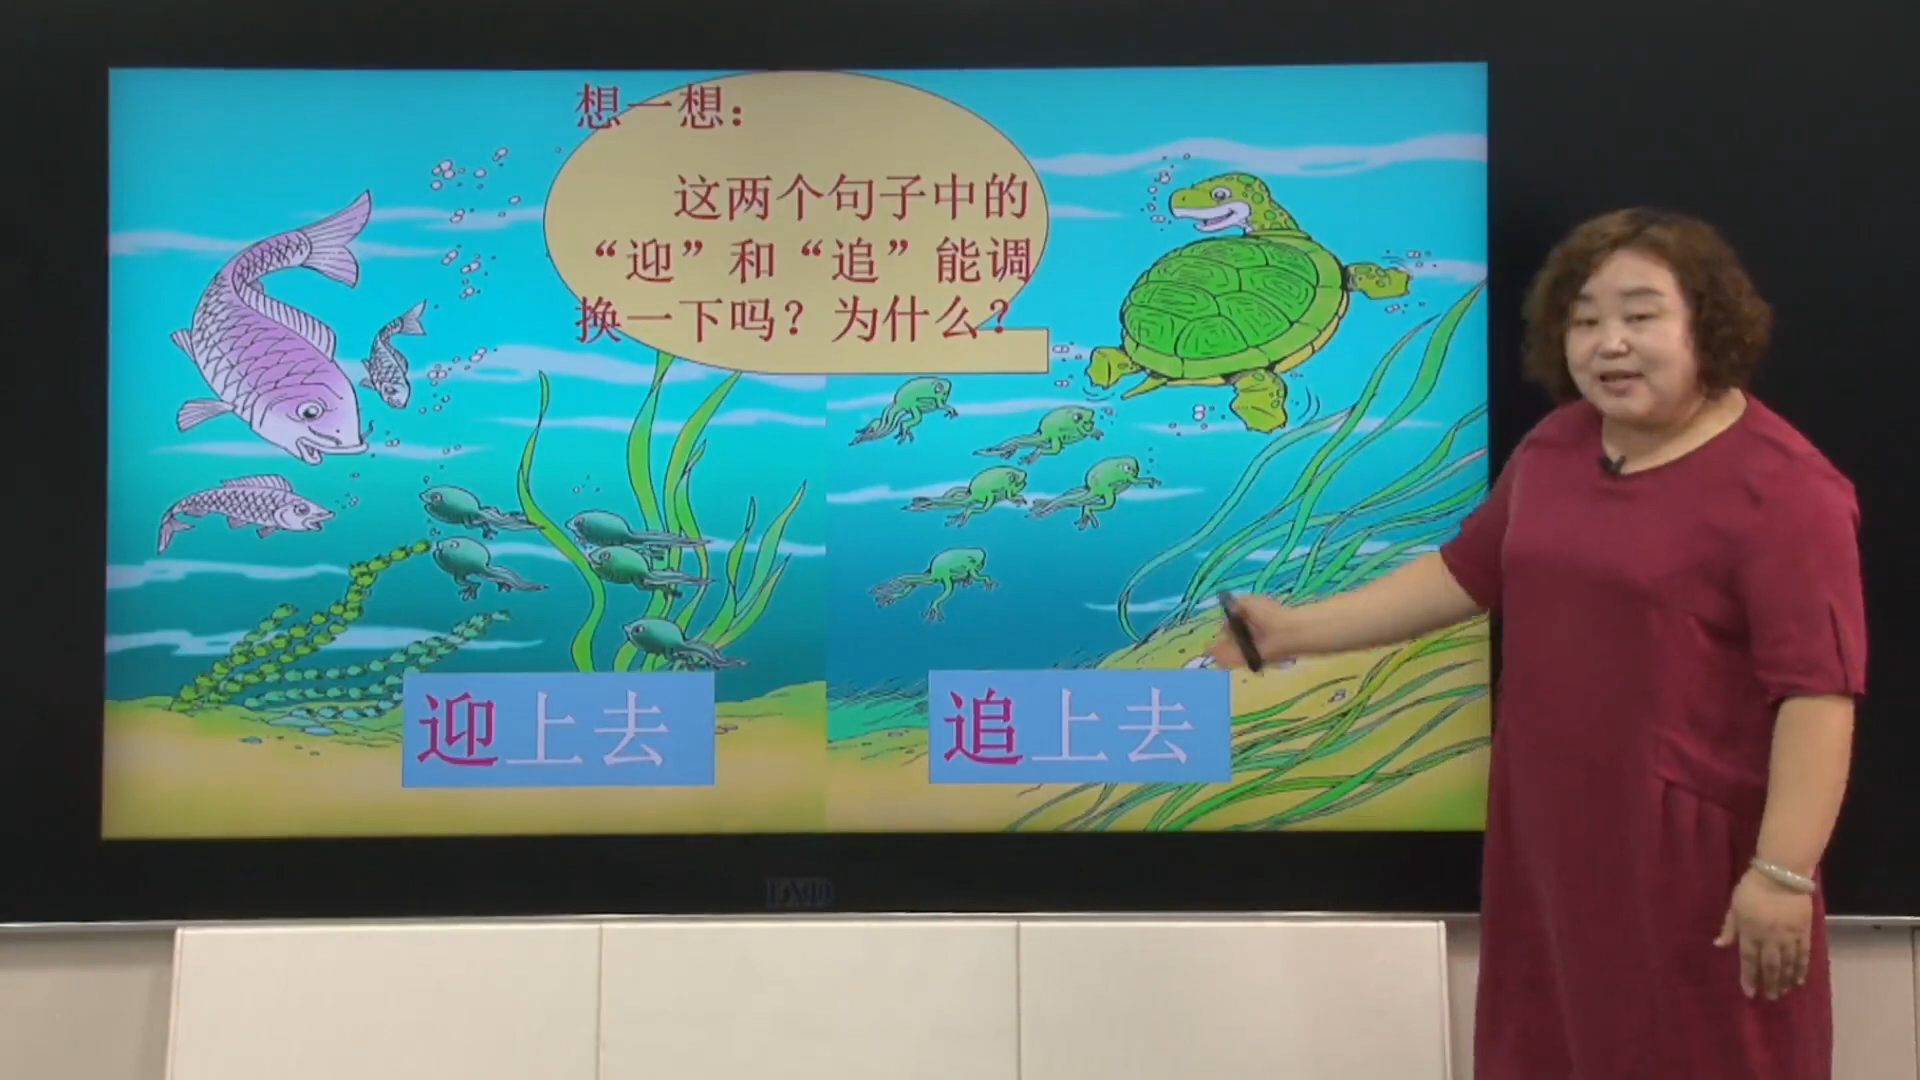 想一想：
这两个句子中的
“迎”和“追”能调
换一下吗？为什么？
迎上去
追上去